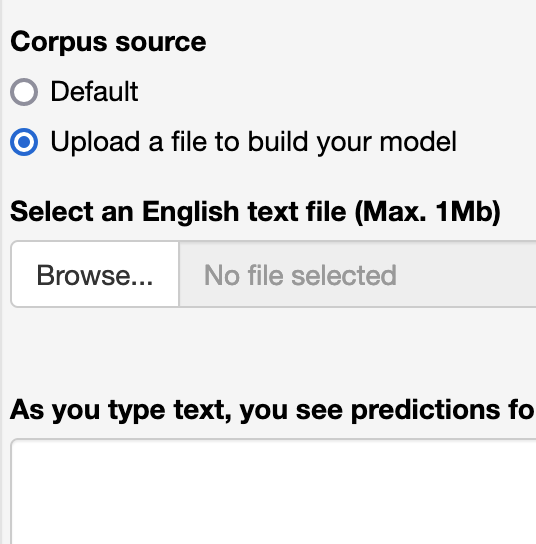 Corpus source
Default
Upload a file to build your model
Select an English text file (Max. 1Mb)
Browse... No file selected
As you type text, you see predictions fo